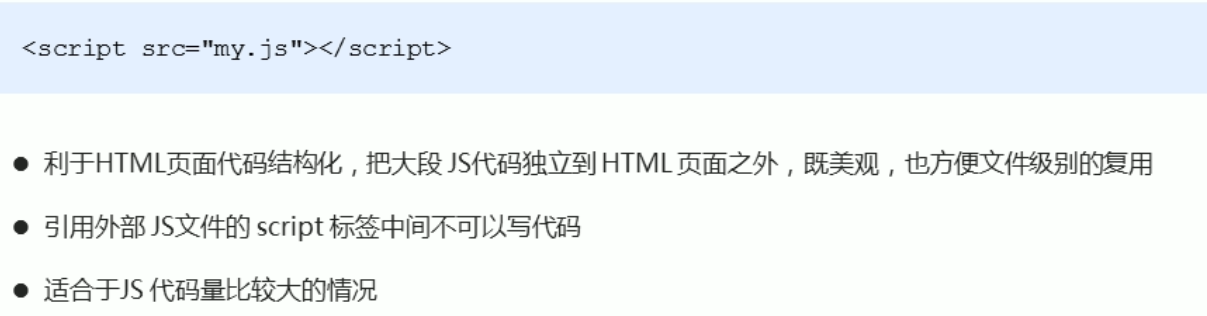 <script src="my.js"></script>
● 利于HTML页面代码结构化，把大段 JS代码独立到 HTML 页面之外，既美观，也方便文件级别的复用
● 引用外部 JS文件的 script 标签中间不可以写代码
● 适合于JS 代码量比较大的情况